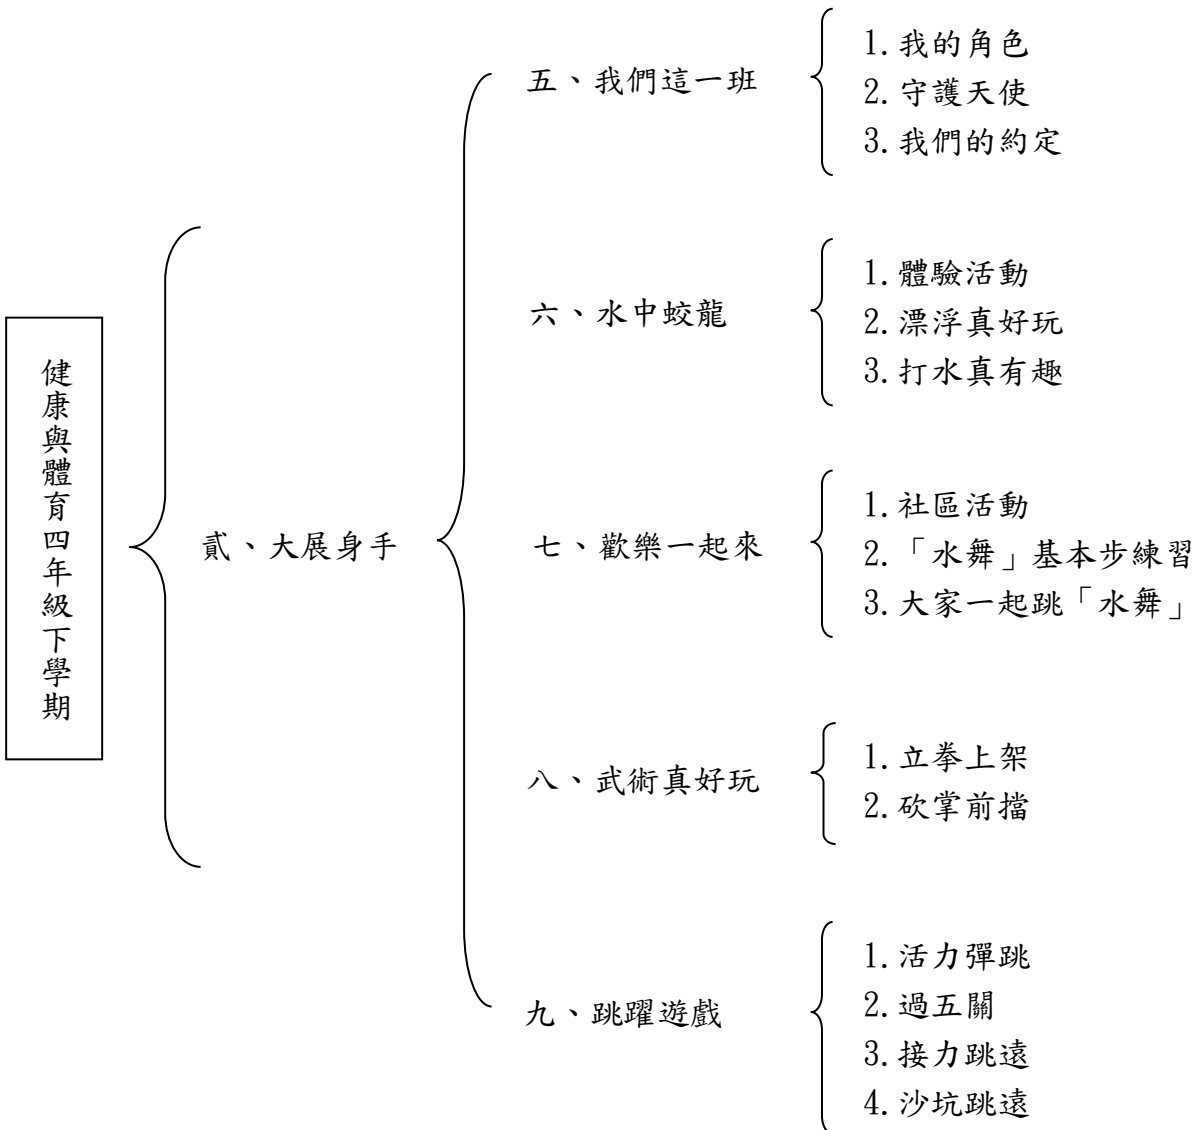 健康與體育四年級下學期
貳、大展身手
五、我們這一班
1.我的角色
2.守護天使
3.我們的約定
六、水中蛟龍
1.體驗活動
2.漂浮真好玩
3.打水真有趣
七、歡樂一起來
1.社區活動
2.「水舞」基本步練習
3.大家一起跳「水舞」
八、武術真好玩
1.立拳上架
2.砍掌前擋
九、跳躍遊戲
1.活力彈跳
2.過五關
3.接力跳遠
4.沙坑跳遠